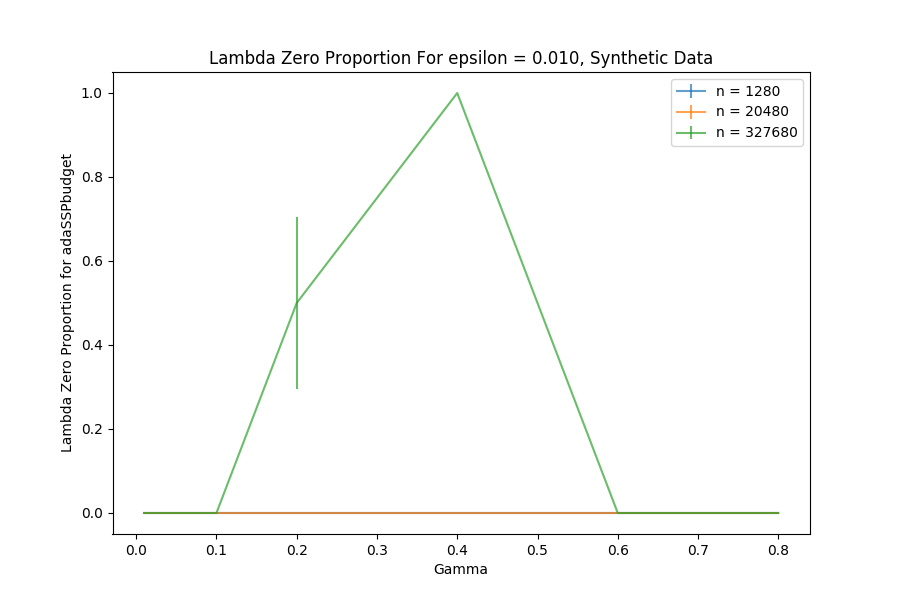 Lambda Zero Proportion For epsilon = 0.010, Synthetic Data
n = 1280
n = 20480
n = 327680
Lambda Zero Proportion for adaSSPbudget
1.0
0.8
0.6
0.4
0.2
0.0
0.0 0.1 0.2 0.3 0.4 0.5 0.6 0.7 0.8
Gamma